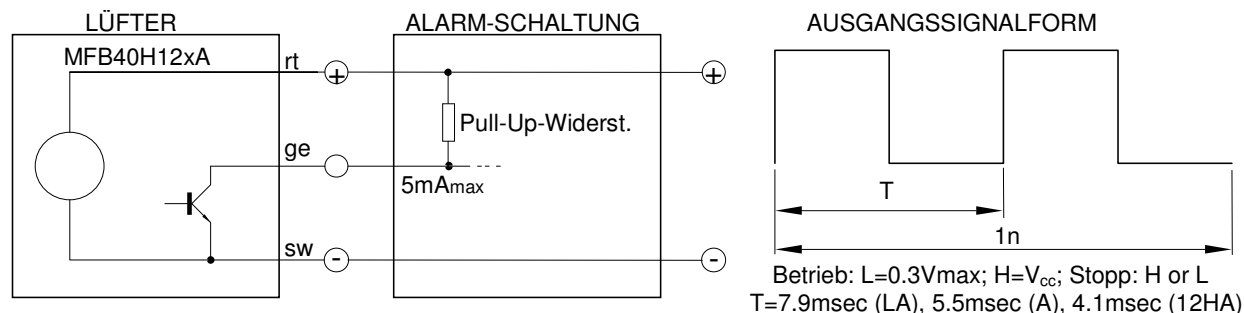 LÜFTER
MFB40H12xA
rt
+
ge
sw
-
ALARM-SCHALTUNG
Pull-Up-Widerst.
5mAmax
+
-
AUSGANGSSIGNALFORM
T
1n
Betrieb: L=0.3Vmax; H=Vcc; Stopp: H or L
T=7.9msec (LA), 5.5msec (A), 4.1msec (12HA)